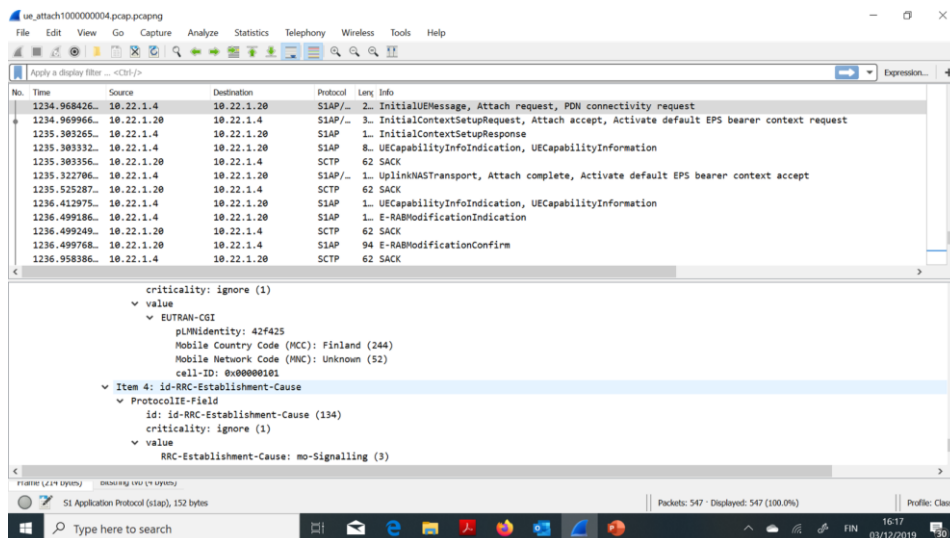 ue_attach1000000004.pcap.pcapng
File Edit View Go Capture Analyze Statistics Telephony Wireless Tools Help
Apply a display filter ... <Ctrl-/> Expression...
No. Time Source Destination Protocol Leng Info
1234.968426… 10.22.1.4 10.22.1.20 S1AP/… 2… InitialUEMessage, Attach request, PDN connectivity request
1234.969966… 10.22.1.20 10.22.1.4 S1AP/… 3… InitialContextSetupRequest, Attach accept, Activate default EPS bearer context request
1235.303265… 10.22.1.4 10.22.1.20 S1AP 1… InitialContextSetupResponse
1235.303332… 10.22.1.4 10.22.1.20 S1AP 8… UECapabilityInfoIndication, UECapabilityInformation
1235.303356… 10.22.1.20 10.22.1.4 SCTP 62 SACK
1235.322706… 10.22.1.4 10.22.1.20 S1AP/… 1… UplinkNASTransport, Attach complete, Activate default EPS bearer context accept
1235.525287… 10.22.1.20 10.22.1.4 SCTP 62 SACK
1236.412975… 10.22.1.4 10.22.1.20 S1AP 1… UECapabilityInfoIndication, UECapabilityInformation
1236.499186… 10.22.1.4 10.22.1.20 S1AP 1… E-RABModificationIndication
1236.499249… 10.22.1.20 10.22.1.4 SCTP 62 SACK
1236.499768… 10.22.1.20 10.22.1.4 S1AP 94 E-RABModificationConfirm
1236.958386… 10.22.1.4 10.22.1.20 SCTP 62 SACK
criticality: ignore (1)
value
EUTRAN-CGI
pLMNidentity: 42f425
Mobile Country Code (MCC): Finland (244)
Mobile Network Code (MNC): Unknown (52)
cell-ID: 0x00000101
Item 4: id-RRC-Establishment-Cause
ProtocolIE-Field
id: id-RRC-Establishment-Cause (134)
criticality: ignore (1)
value
RRC-Establishment-Cause: mo-Signalling (3)
Frame (214 bytes) Bitstring tvb (4 bytes)
S1 Application Protocol (s1ap), 152 bytes Packets: 547 · Displayed: 547 (100.0%) Profile: Clas
Type here to search FIN 16:17
03/12/2019 30